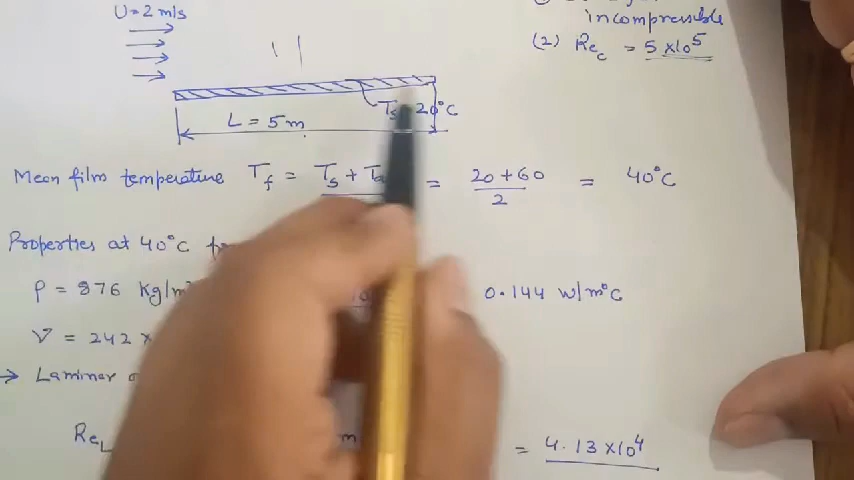 incompressible
U = 2 m/s
(2) Re_c = 5 ×10^5
T_s 20°C
L = 5 m
Mean film temperature T_f = T_s + T = 20 + 60 / 2 = 40°C
Properties at 40°C
ρ = 876 Kg/m 0.144 W/m°C
ν = 242 ×
→ Laminar
Re_L m = 4.13 ×10^4